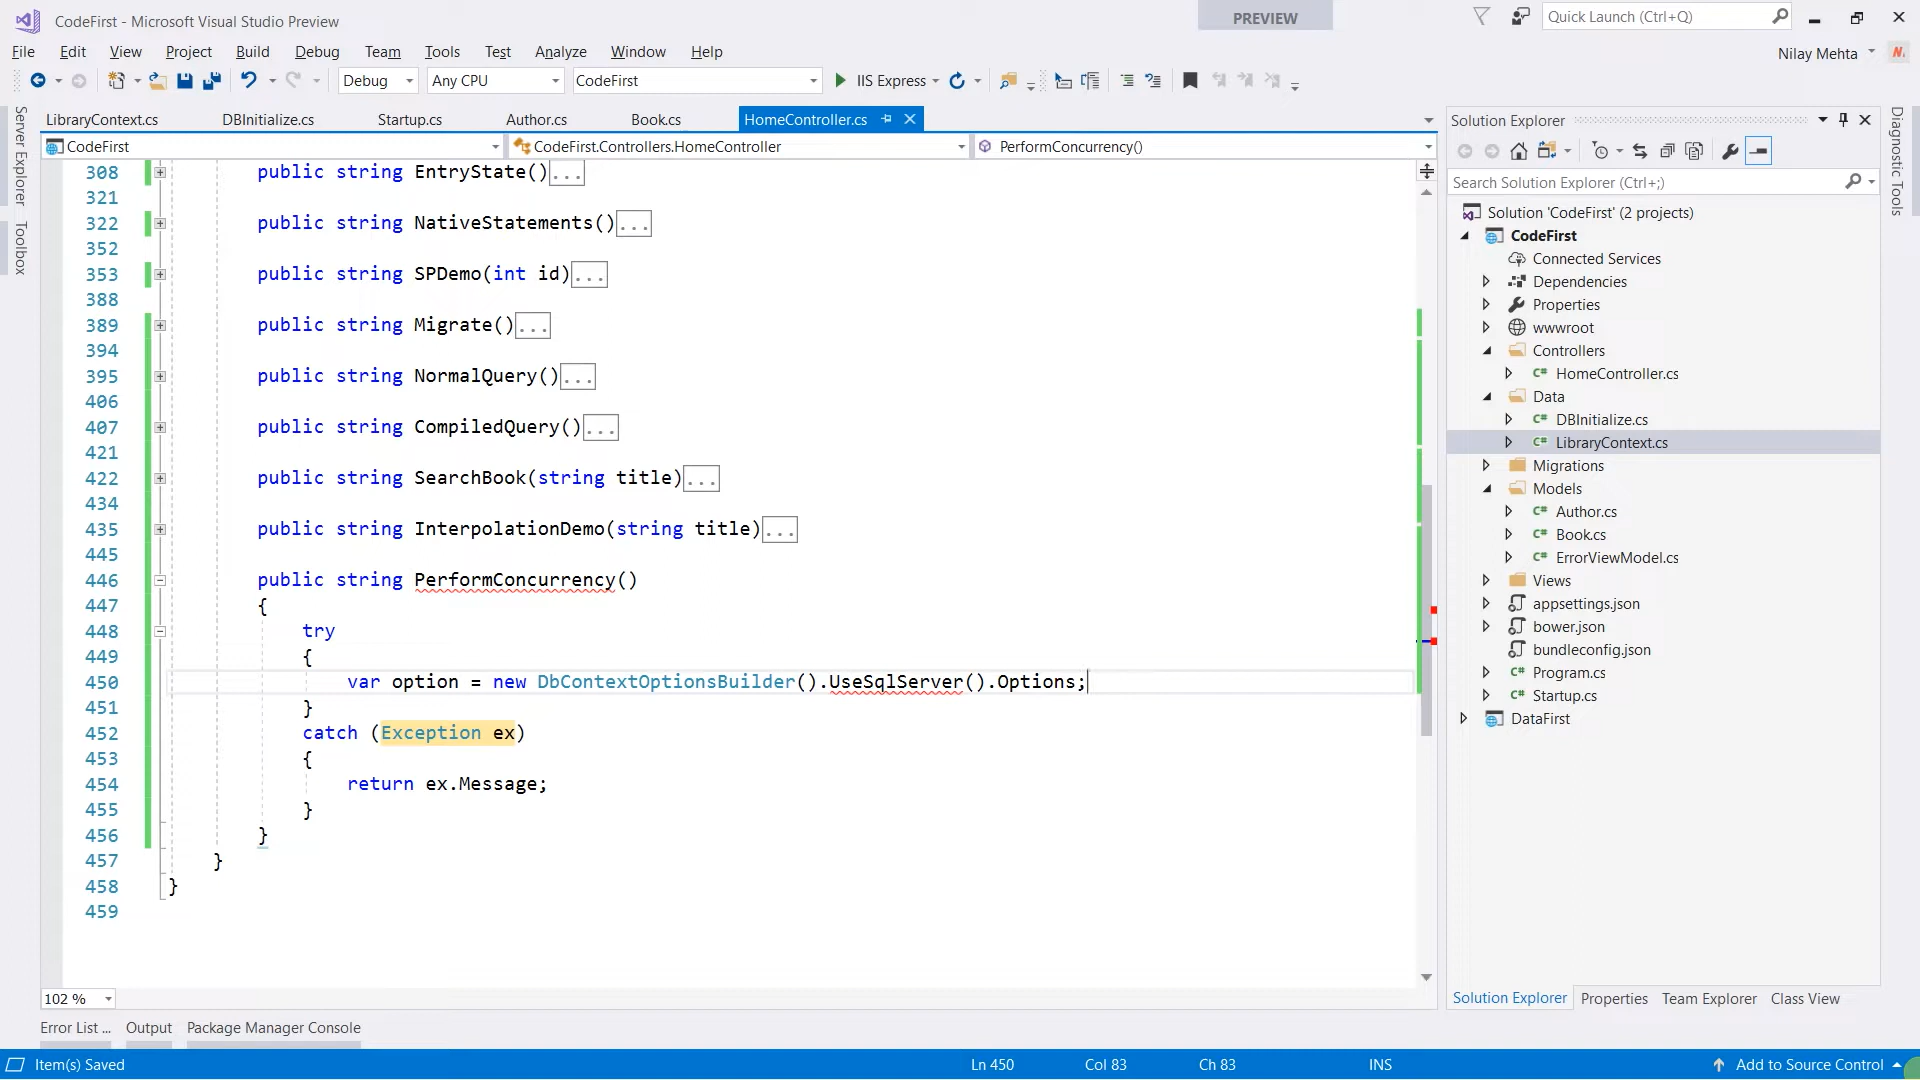 CodeFirst - Microsoft Visual Studio Preview
PREVIEW
Quick Launch (Ctrl+Q)
File Edit View Project Build Debug Team Tools Test Analyze Window Help
Nilay Mehta
N.
Debug Any CPU CodeFirst IIS Express
Server Explorer
Toolbox
LibraryContext.cs DBInitialize.cs Startup.cs Author.cs Book.cs HomeController.cs
CodeFirst CodeFirst.Controllers.HomeController PerformConcurrency()
308 public string EntryState()...
321
322 public string NativeStatements()...
352
353 public string SPDemo(int id)...
388
389 public string Migrate()...
394
395 public string NormalQuery()...
406
407 public string CompiledQuery()...
421
422 public string SearchBook(string title)...
434
435 public string InterpolationDemo(string title)...
445
446 public string PerformConcurrency()
447 {
448 try
449 {
450 var option = new DbContextOptionsBuilder().UseSqlServer().Options;
451 }
452 catch (Exception ex)
453 {
454 return ex.Message;
455 }
456 }
457 }
458 }
459
102 %
Error List ... Output Package Manager Console
Solution Explorer
Search Solution Explorer (Ctrl+;)
Solution 'CodeFirst' (2 projects)
CodeFirst
Connected Services
Dependencies
Properties
wwwroot
Controllers
C# HomeController.cs
Data
C# DBInitialize.cs
C# LibraryContext.cs
Migrations
Models
C# Author.cs
C# Book.cs
C# ErrorViewModel.cs
Views
appsettings.json
bower.json
bundleconfig.json
C# Program.cs
C# Startup.cs
DataFirst
Solution Explorer Properties Team Explorer Class View
Diagnostic Tools
Item(s) Saved Ln 450 Col 83 Ch 83 INS Add to Source Control